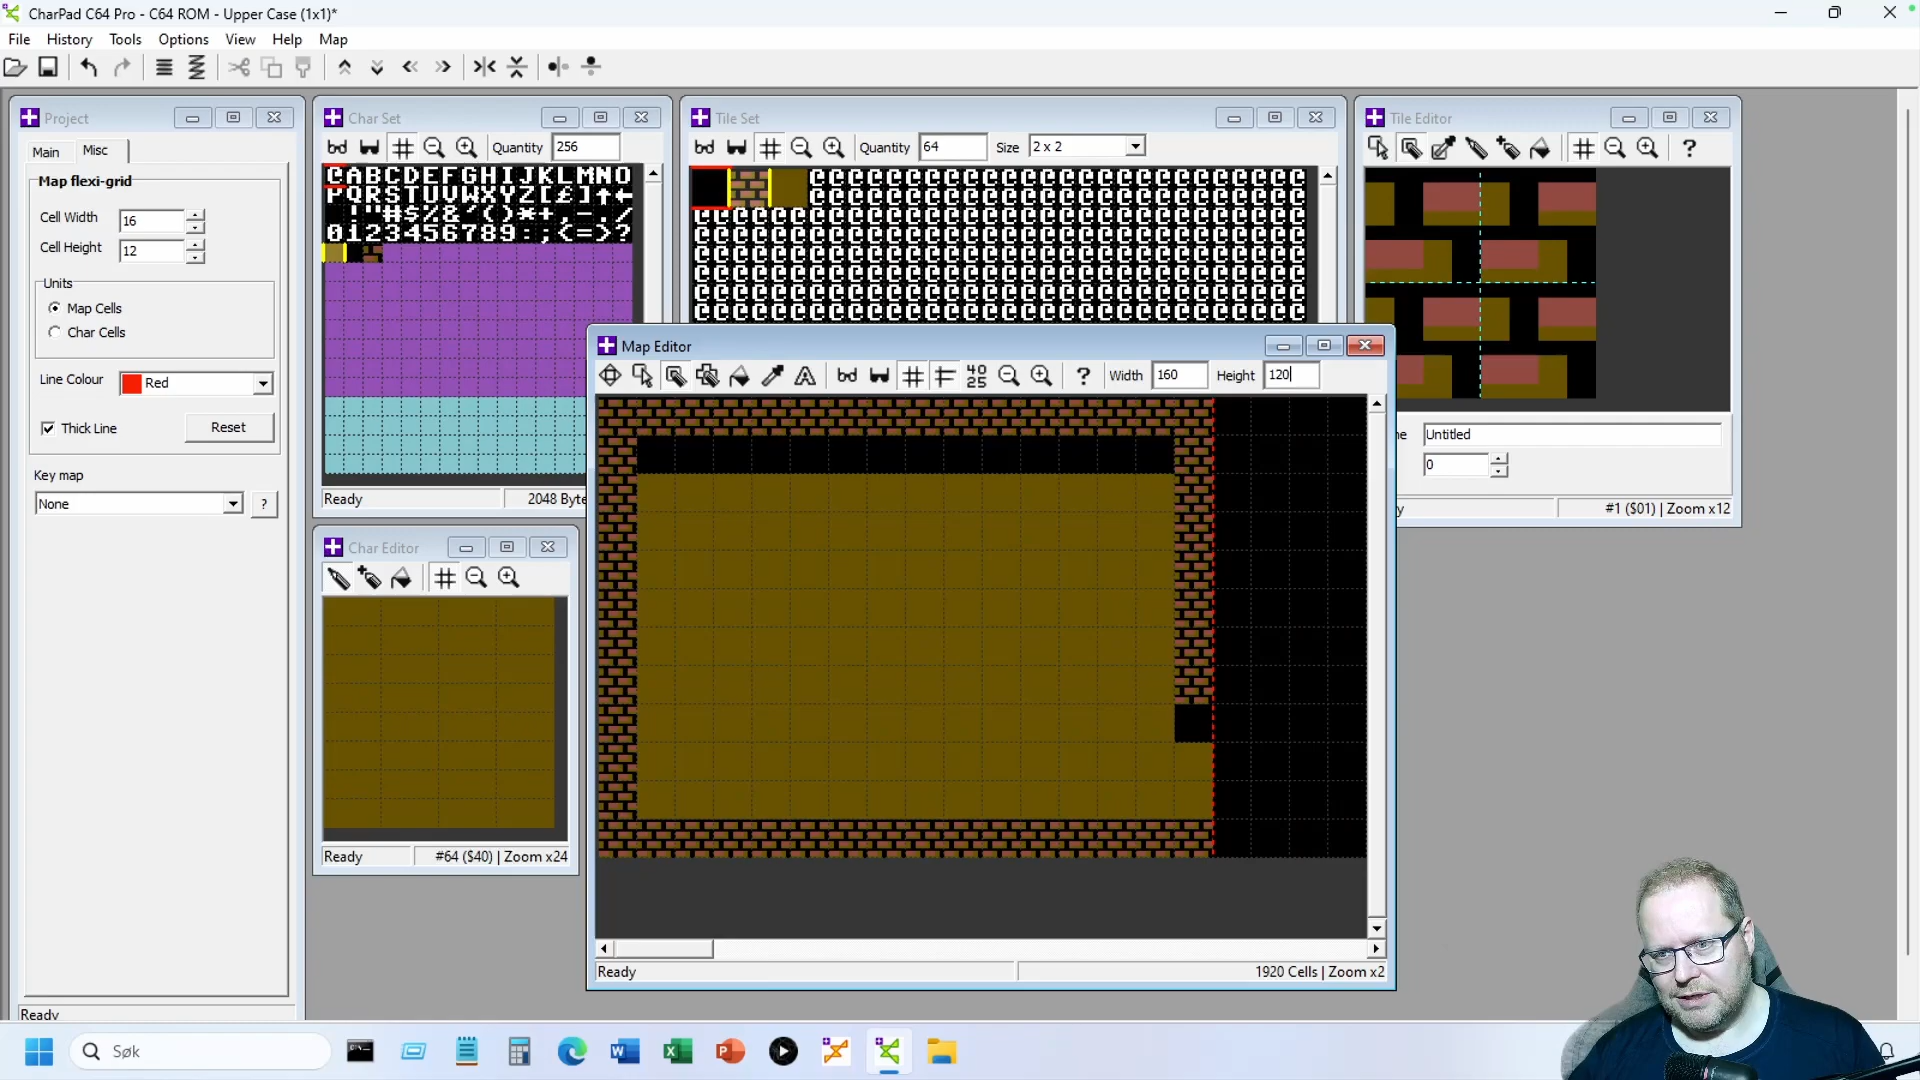 CharPad C64 Pro - C64 ROM - Upper Case (1x1)*
File History Tools Options View Help Map
Project
Main Misc
Map flexi-grid
Cell Width 16
Cell Height 12
Units
Map Cells
Char Cells
Line Colour Red
Thick Line Reset
Key map
None ?
Ready
Char Set
Quantity 256
@ABCDEFGHIJKLMNO
PQRSTUVWXYZ[£]↑←
!"#$%&'()*+,-./
0123456789:;<=>?
Ready 2048 Byte
Tile Set
Quantity 64 Size 2 x 2
Tile Editor
?
Untitled
0
#1 ($01) | Zoom x12
Map Editor
40
25
? Width 160 Height 120
Ready 1920 Cells | Zoom x2
Char Editor
Ready #64 ($40) | Zoom x24
Søk